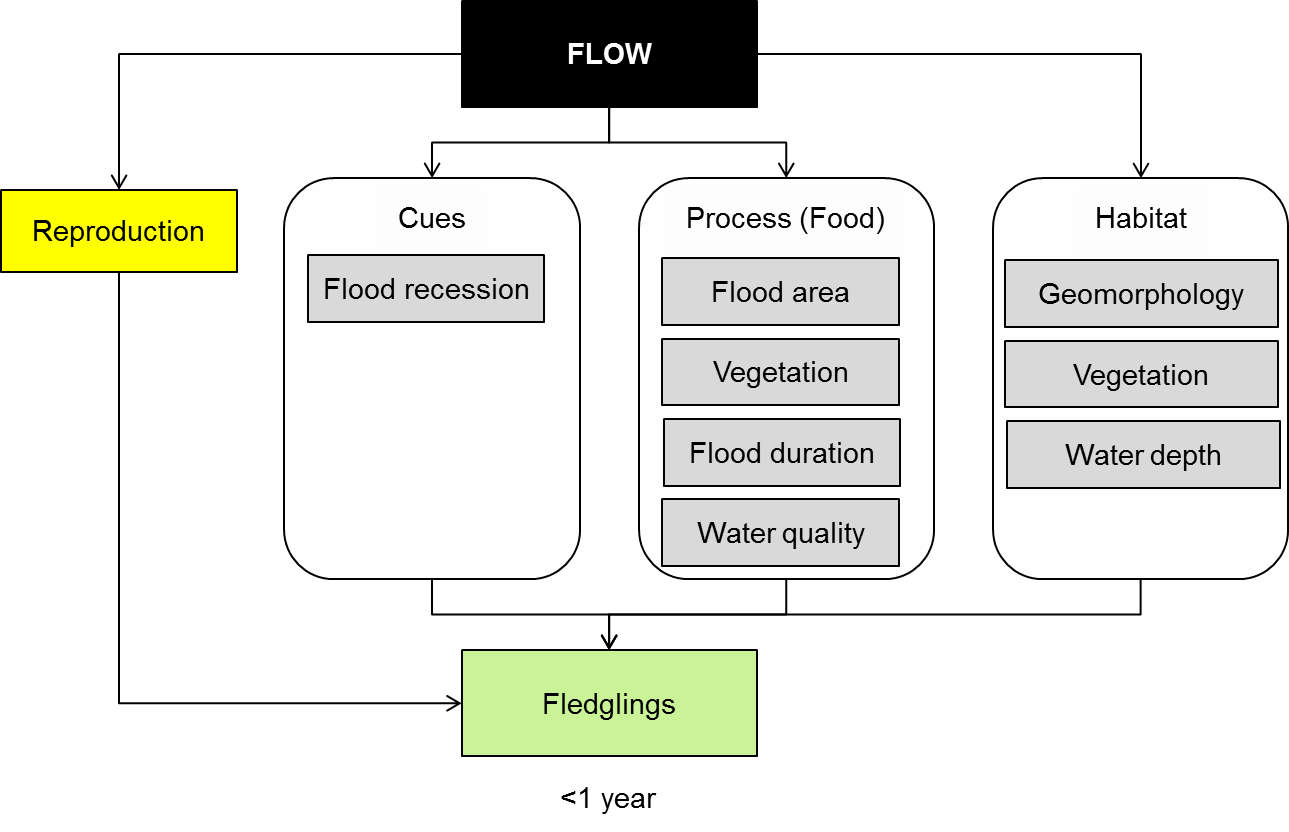 FLOW
Reproduction
Cues
Flood recession
Process (Food)
Flood area
Vegetation
Flood duration
Water quality
Habitat
Geomorphology
Vegetation
Water depth
Fledglings
<1 year